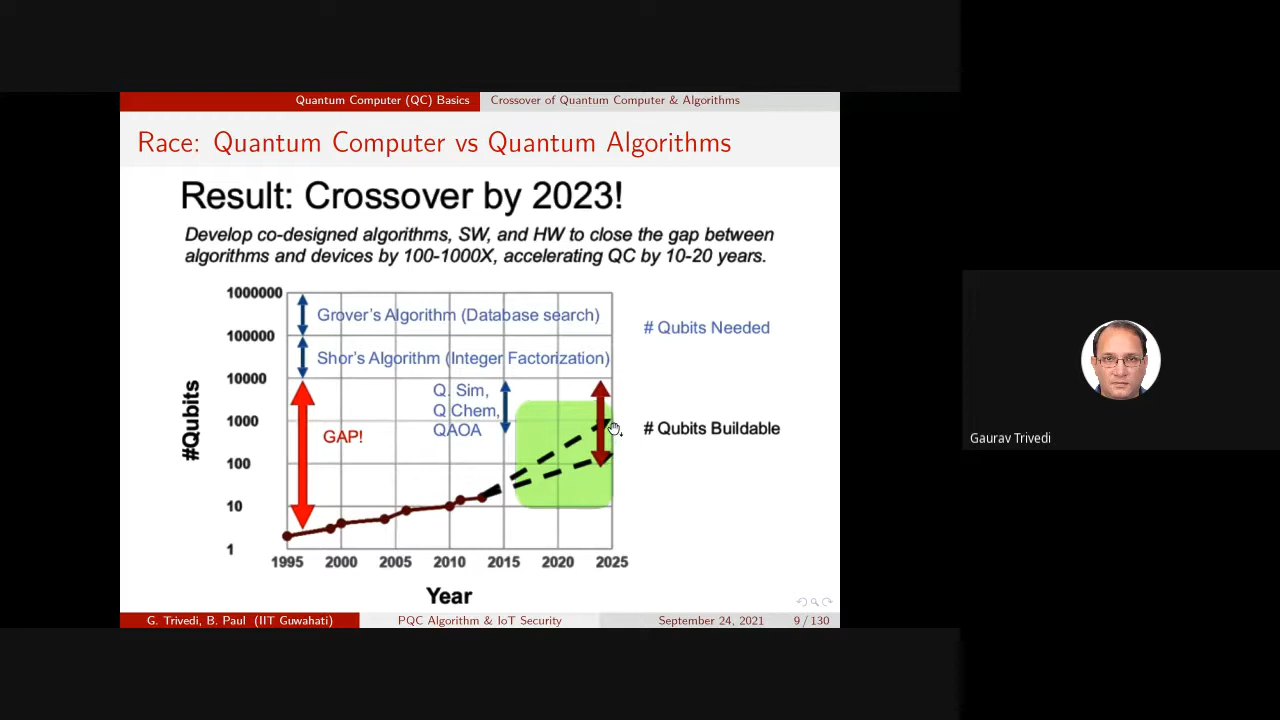 Quantum Computer (QC) Basics Crossover of Quantum Computer & Algorithms
Race: Quantum Computer vs Quantum Algorithms
Result: Crossover by 2023!
Develop co-designed algorithms, SW, and HW to close the gap between
algorithms and devices by 100-1000X, accelerating QC by 10-20 years.
1000000
Grover's Algorithm (Database search)
# Qubits Needed
100000
Shor's Algorithm (Integer Factorization)
10000
Q. Sim,
Q Chem,
QAOA
1000
GAP!
# Qubits Buildable
#Qubits
100
10
1
1995 2000 2005 2010 2015 2020 2025
Year
G. Trivedi, B. Paul (IIT Guwahati) PQC Algorithm & IoT Security September 24, 2021 9 / 130
Gaurav Trivedi